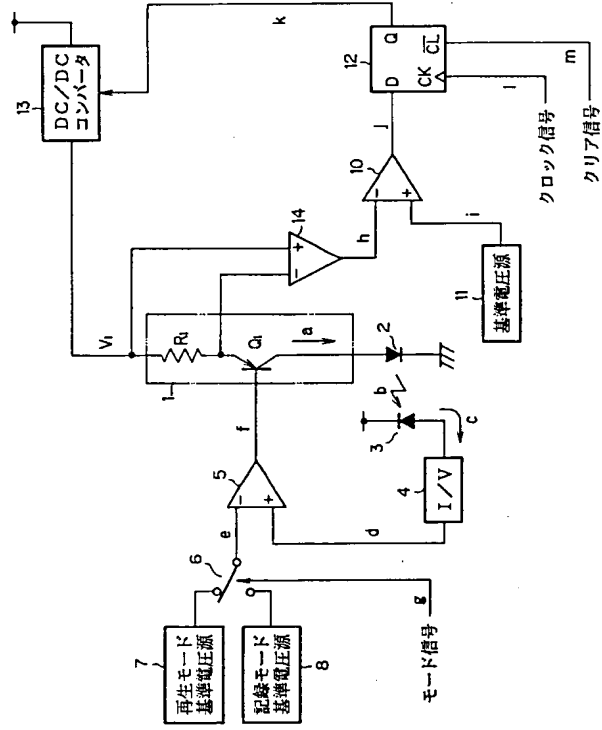 13
DC/DC
コンバータ
k
V1
R1
Q1
1
a
2
14
h
10
j
i
11
基準電圧源
12
D
Q
CK
CL
l
m
クロック信号
クリア信号
f
5
b
3
c
4
I/V
d
e
6
g
モード信号
7
再生モード
基準電圧源
記録モード
基準電圧源
8